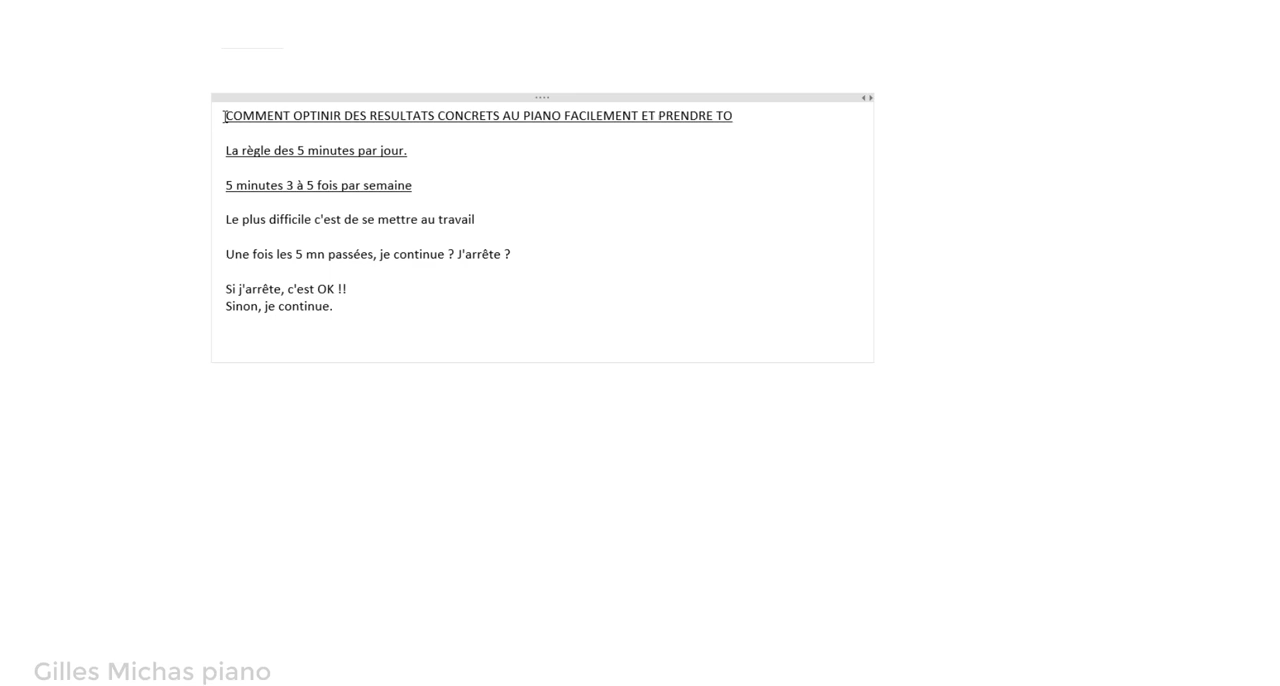 COMMENT OPTINIR DES RESULTATS CONCRETS AU PIANO FACILEMENT ET PRENDRE TO
La règle des 5 minutes par jour.
5 minutes 3 à 5 fois par semaine
Le plus difficile c'est de se mettre au travail
Une fois les 5 mn passées, je continue ? J'arrête ?
Si j'arrête, c'est OK !!
Sinon, je continue.
Gilles Michas piano